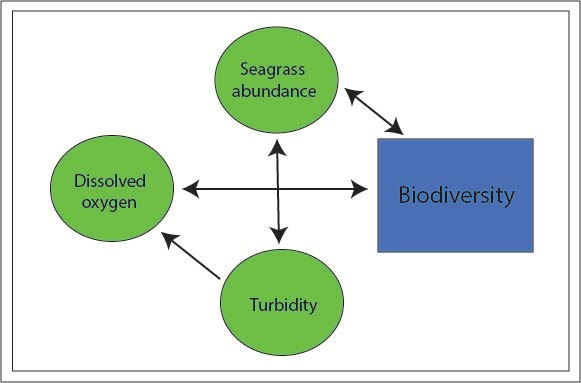 Seagrass
abundance
Dissolved
oxygen
Biodiversity
Turbidity